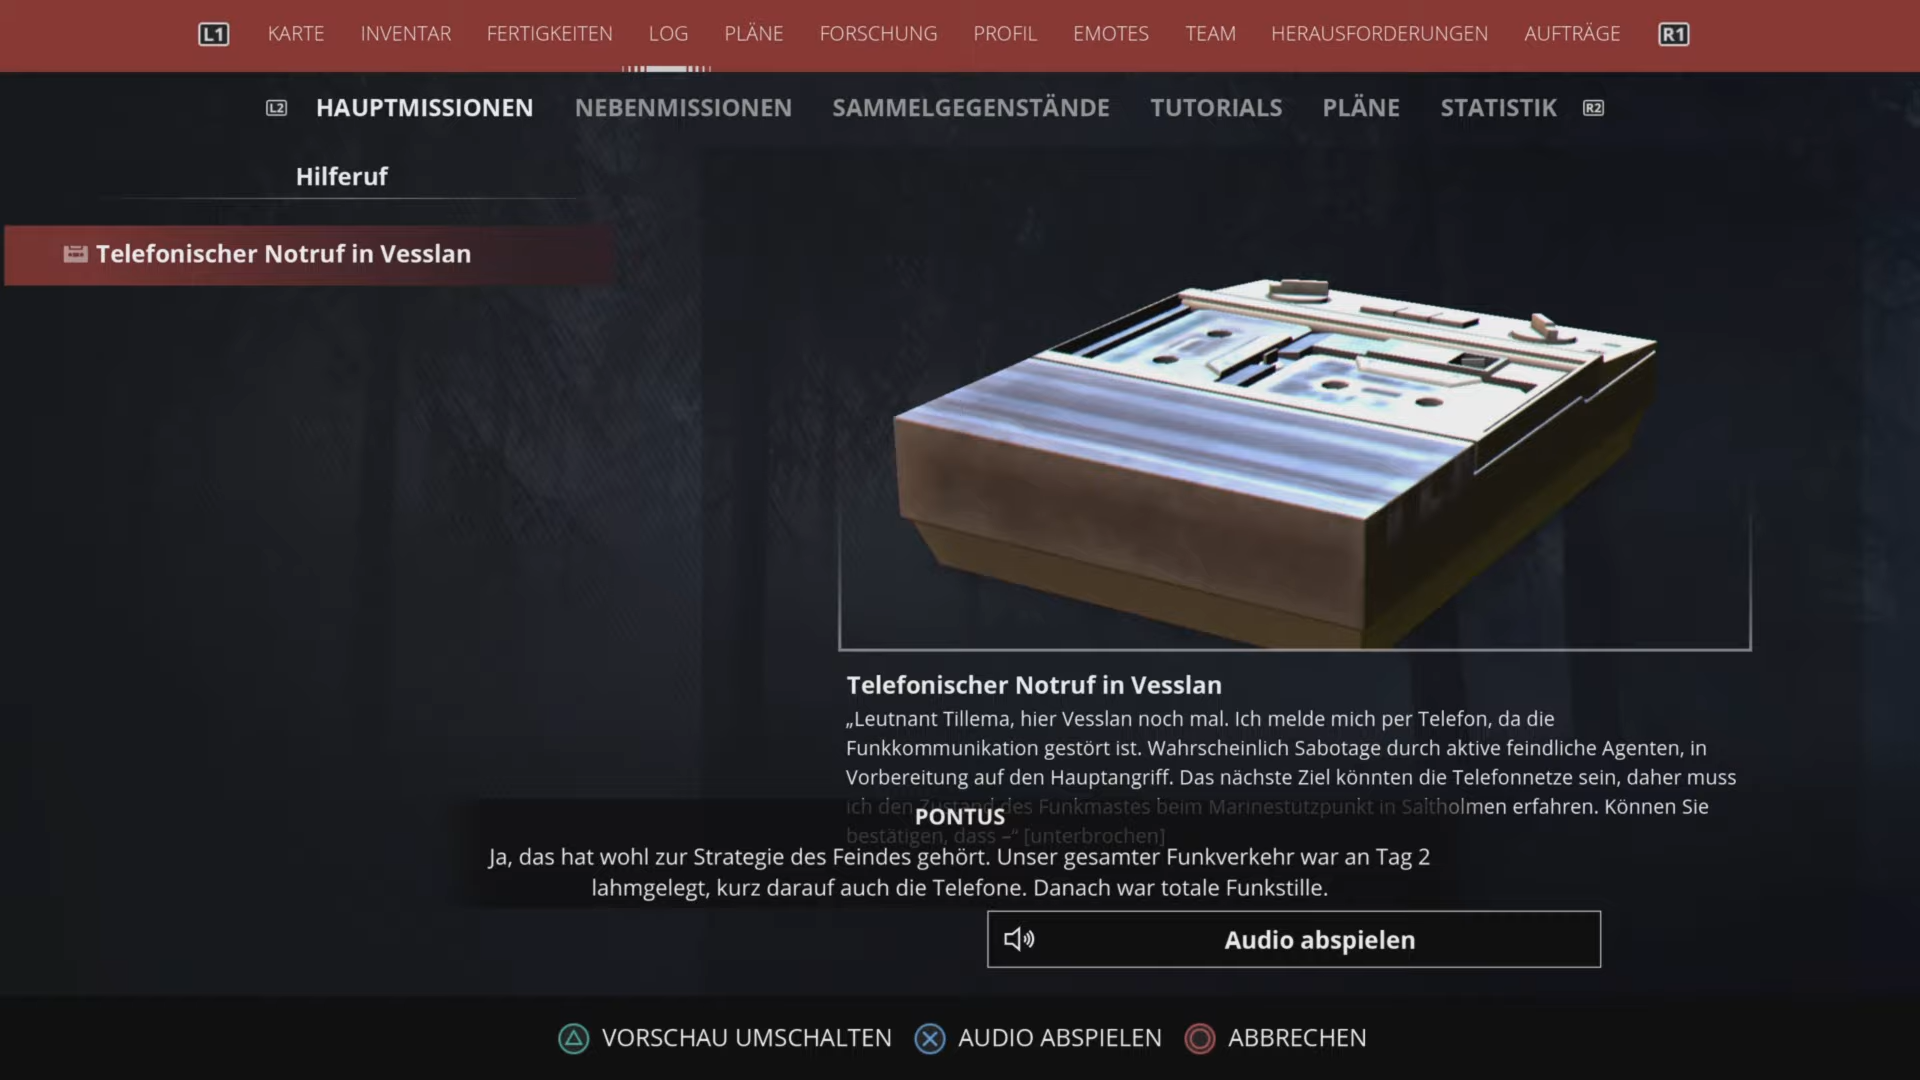 L1 KARTE INVENTAR FERTIGKEITEN LOG PLÄNE FORSCHUNG PROFIL EMOTES TEAM HERAUSFORDERUNGEN AUFTRÄGE R1
L2 HAUPTMISSIONEN NEBENMISSIONEN SAMMELGEGENSTÄNDE TUTORIALS PLÄNE STATISTIK R2
Hilferuf
Telefonischer Notruf in Vesslan
Telefonischer Notruf in Vesslan
„Leutnant Tillema, hier Vesslan noch mal. Ich melde mich per Telefon, da die
Funkkommunikation gestört ist. Wahrscheinlich Sabotage durch aktive feindliche Agenten, in
Vorbereitung auf den Hauptangriff. Das nächste Ziel könnten die Telefonnetze sein, daher muss
ich den Zustand des Funkmastes beim Marinestützpunkt in Saltholmen erfahren. Können Sie
bestätigen, dass –“ [unterbrochen]
PONTUS
Ja, das hat wohl zur Strategie des Feindes gehört. Unser gesamter Funkverkehr war an Tag 2
lahmgelegt, kurz darauf auch die Telefone. Danach war totale Funkstille.
Audio abspielen
VORSCHAU UMSCHALTEN AUDIO ABSPIELEN ABBRECHEN